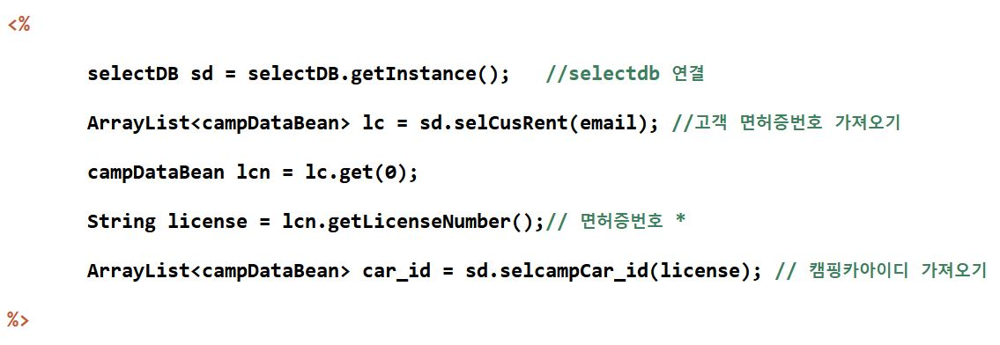 <%
selectDB sd = selectDB.getInstance(); //selectdb 연결
ArrayList<campDataBean> lc = sd.selCusRent(email); //고객 면허증번호 가져오기
campDataBean lcn = lc.get(0);
String license = lcn.getLicenseNumber();// 면허증번호 *
ArrayList<campDataBean> car_id = sd.selcampCar_id(license); // 캠핑카아이디 가져오기
%>